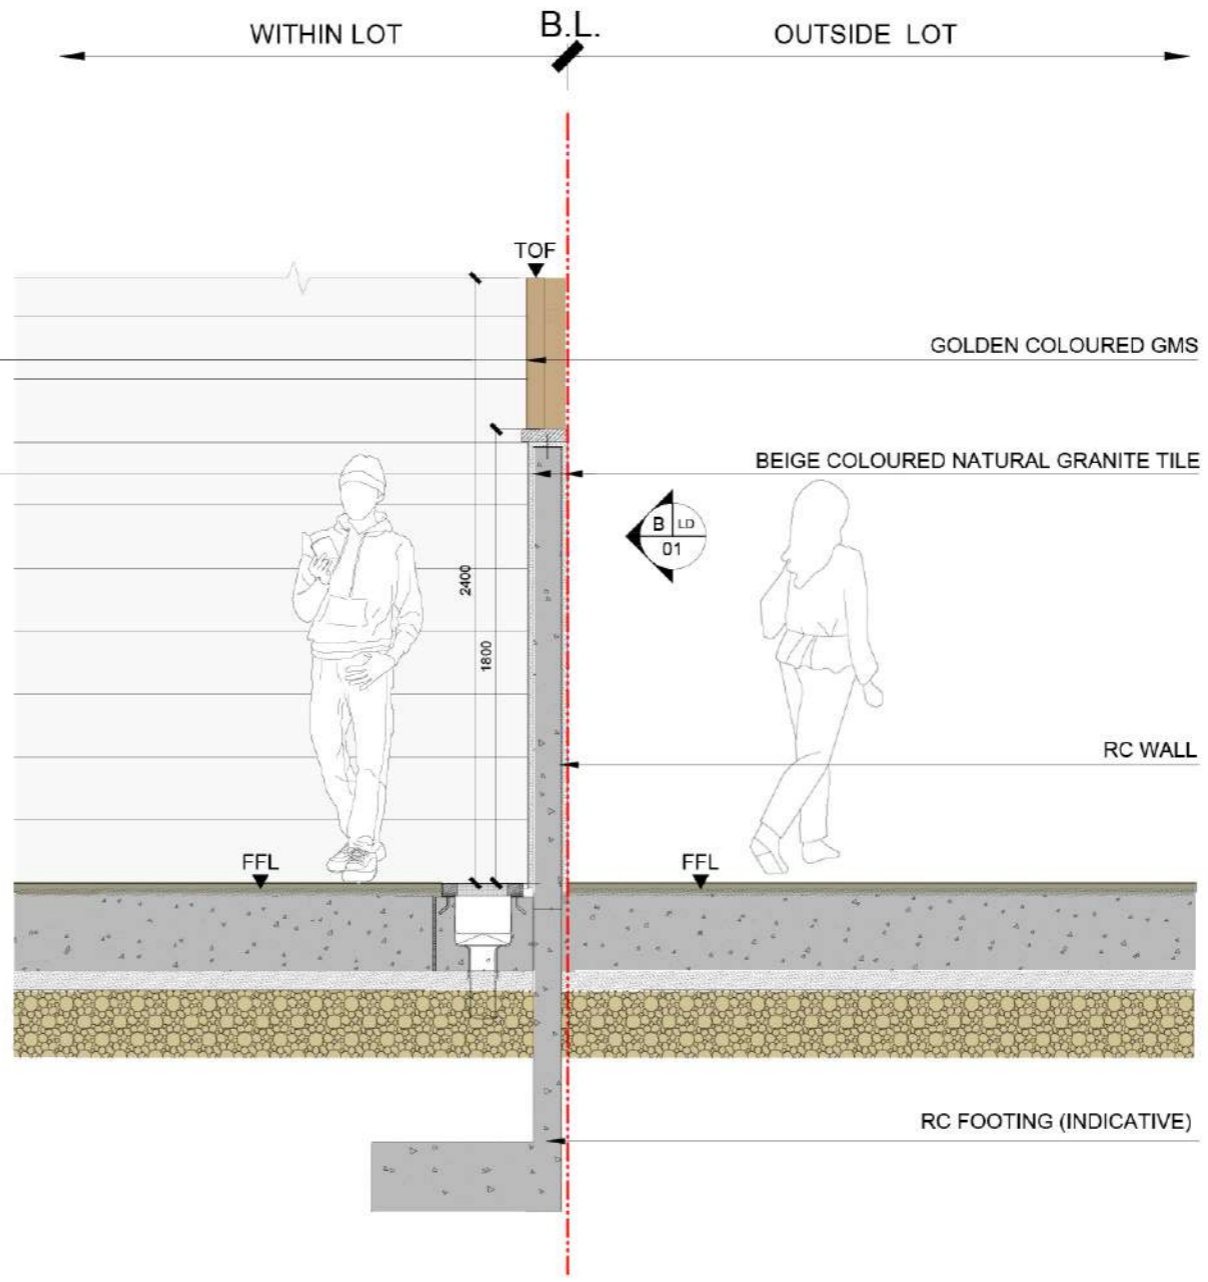 WITHIN LOT
B.L.
OUTSIDE LOT
TOF
GOLDEN COLOURED GMS
BEIGE COLOURED NATURAL GRANITE TILE
B LD
01
2400
1800
RC WALL
FFL
FFL
RC FOOTING (INDICATIVE)